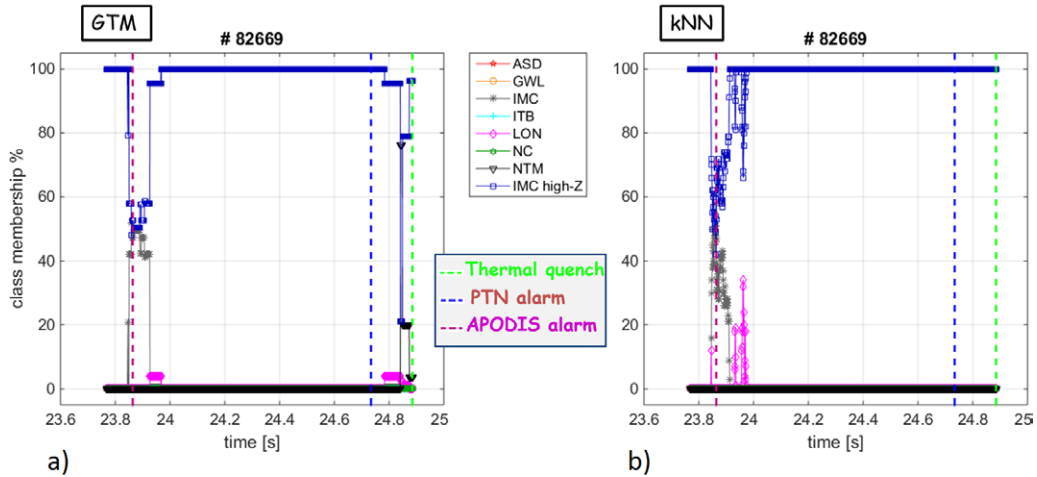 GTM
# 82669
class membership %
100
80
60
40
20
0
23.6 23.8 24 24.2 24.4 24.6 24.8 25
time [s]
a)
ASD
GWL
IMC
ITB
LON
NC
NTM
IMC high-Z
Thermal quench
PTN alarm
APODIS alarm
kNN
# 82669
100
80
60
40
20
0
23.6 23.8 24 24.2 24.4 24.6 24.8 25
time [s]
b)